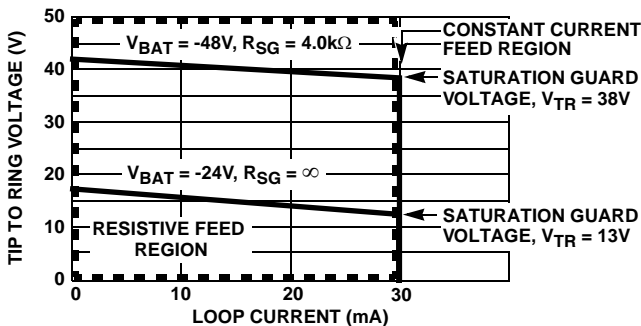 TIP TO RING VOLTAGE (V)
50
40
30
20
10
0
V_BAT = -48V, R_SG = 4.0kΩ
V_BAT = -24V, R_SG = ∞
RESISTIVE FEED
REGION
CONSTANT CURRENT
FEED REGION
SATURATION GUARD
VOLTAGE, V_TR = 38V
SATURATION GUARD
VOLTAGE, V_TR = 13V
0
10
20
30
LOOP CURRENT (mA)